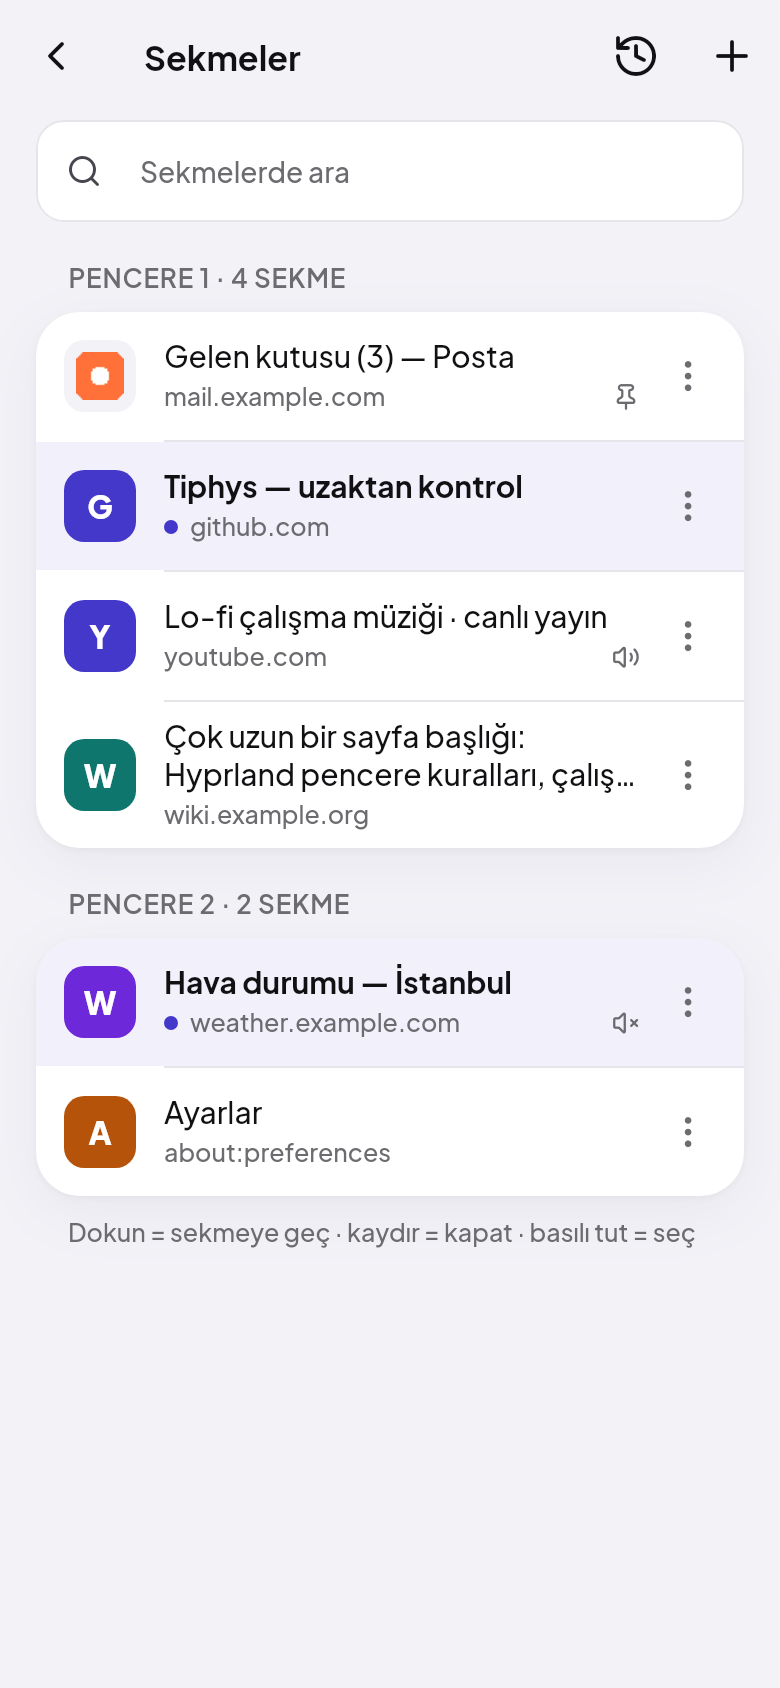 Sekmeler
Sekmelerde ara
PENCERE 1 · 4 SEKME
Gelen kutusu (3) — Posta
mail.example.com
G
Tiphys — uzaktan kontrol
github.com
Y
Lo-fi çalışma müziği · canlı yayın
youtube.com
W
Çok uzun bir sayfa başlığı:
Hyprland pencere kuralları, çalış…
wiki.example.org
PENCERE 2 · 2 SEKME
W
Hava durumu — İstanbul
weather.example.com
A
Ayarlar
about:preferences
Dokun = sekmeye geç · kaydır = kapat · basılı tut = seç